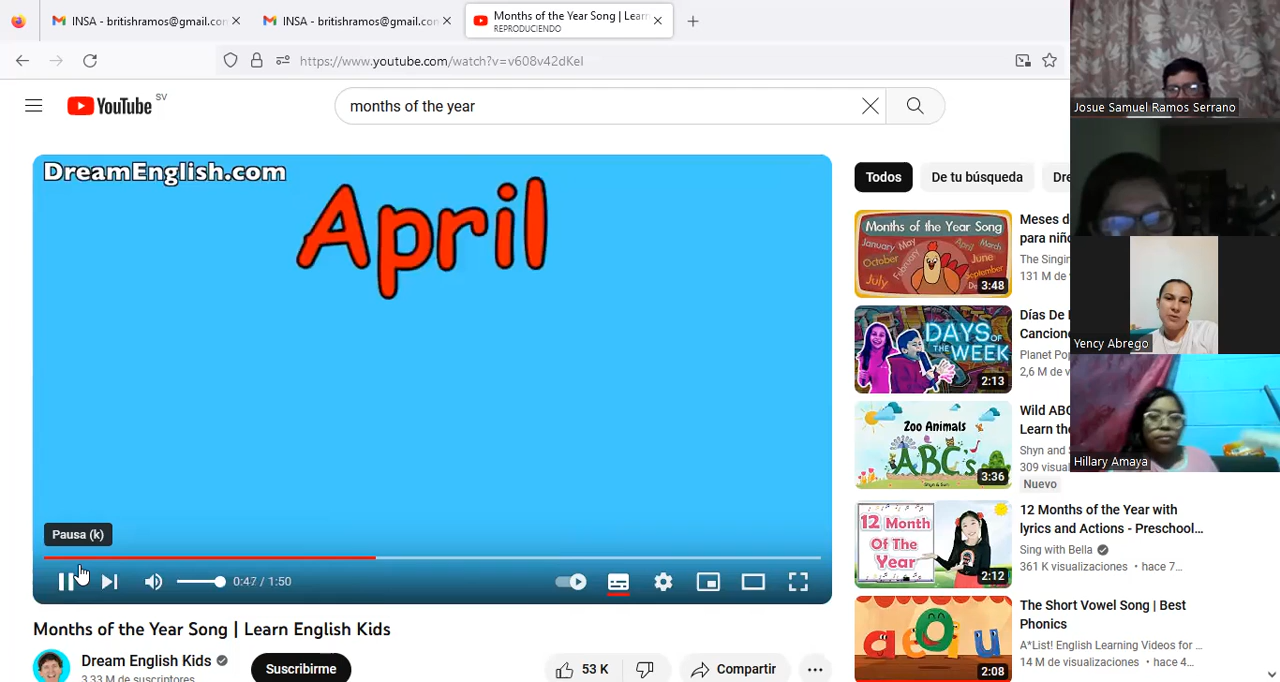 INSA - britishramos@gmail.con
INSA - britishramos@gmail.con
Months of the Year Song | Lear
REPRODUCIENDO
https://www.youtube.com/watch?v=v608v42dKeI
YouTube SV
months of the year
DreamEnglish.com
April
Pausa (k)
0:47 / 1:50
Months of the Year Song | Learn English Kids
Dream English Kids
3,33 M de suscriptores
Suscribirme
53 K
Compartir
Todos
De tu búsqueda
Dre
Months of the Year Song
January
May
April
March
October
February
June
September
July
De
3:48
Meses d
para niño
The Singin
131 M de
DAYS
OF THE
WEEK
2:13
Días De
Cancione
Planet Pop
2,6 M de v
Zoo Animals
ABC's
Shyn & Sun
3:36
Wild ABC
Learn the
Shyn and S
309 visual
Nuevo
12 Month
Of The
Year
2:12
12 Months of the Year with
lyrics and Actions - Preschool...
Sing with Bella
361 K visualizaciones • hace 7...
2:08
The Short Vowel Song | Best
Phonics
A*List! English Learning Videos for ...
14 M de visualizaciones • hace 4...
Josue Samuel Ramos Serrano
Yency Abrego
Hillary Amaya